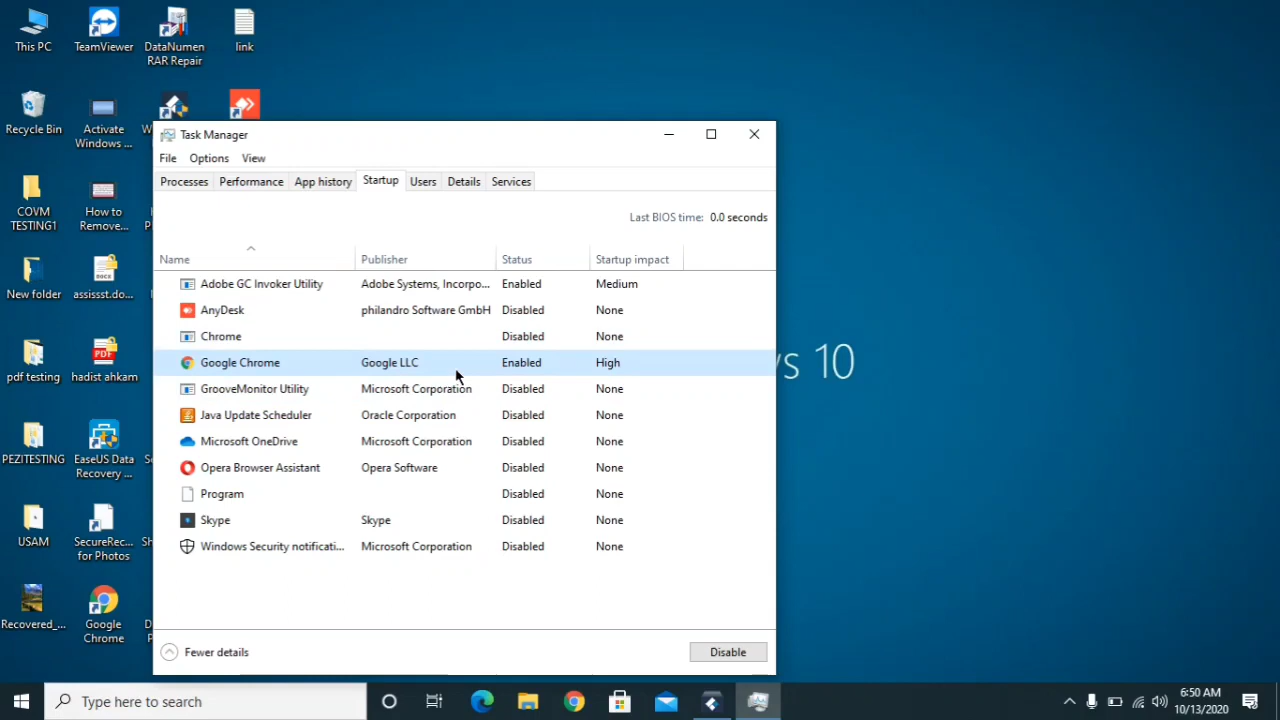 This PC
TeamViewer
DataNumen
RAR Repair
link
Recycle Bin
Activate
Windows ...
COVM
TESTING1
How to
Remove...
New folder
assissst.do...
pdf testing
hadist ahkam
PEZITESTING
EaseUS Data
Recovery ...
USAM
SecureRec...
for Photos
Recovered_...
Google
Chrome
Task Manager
File Options View
Processes Performance App history Startup Users Details Services
Last BIOS time: 0.0 seconds
Name Publisher Status Startup impact
Adobe GC Invoker Utility Adobe Systems, Incorpo... Enabled Medium
AnyDesk philandro Software GmbH Disabled None
Chrome Disabled None
Google Chrome Google LLC Enabled High
GrooveMonitor Utility Microsoft Corporation Disabled None
Java Update Scheduler Oracle Corporation Disabled None
Microsoft OneDrive Microsoft Corporation Disabled None
Opera Browser Assistant Opera Software Disabled None
Program Disabled None
Skype Skype Disabled None
Windows Security notificati... Microsoft Corporation Disabled None
Fewer details Disable
s 10
Type here to search
6:50 AM
10/13/2020